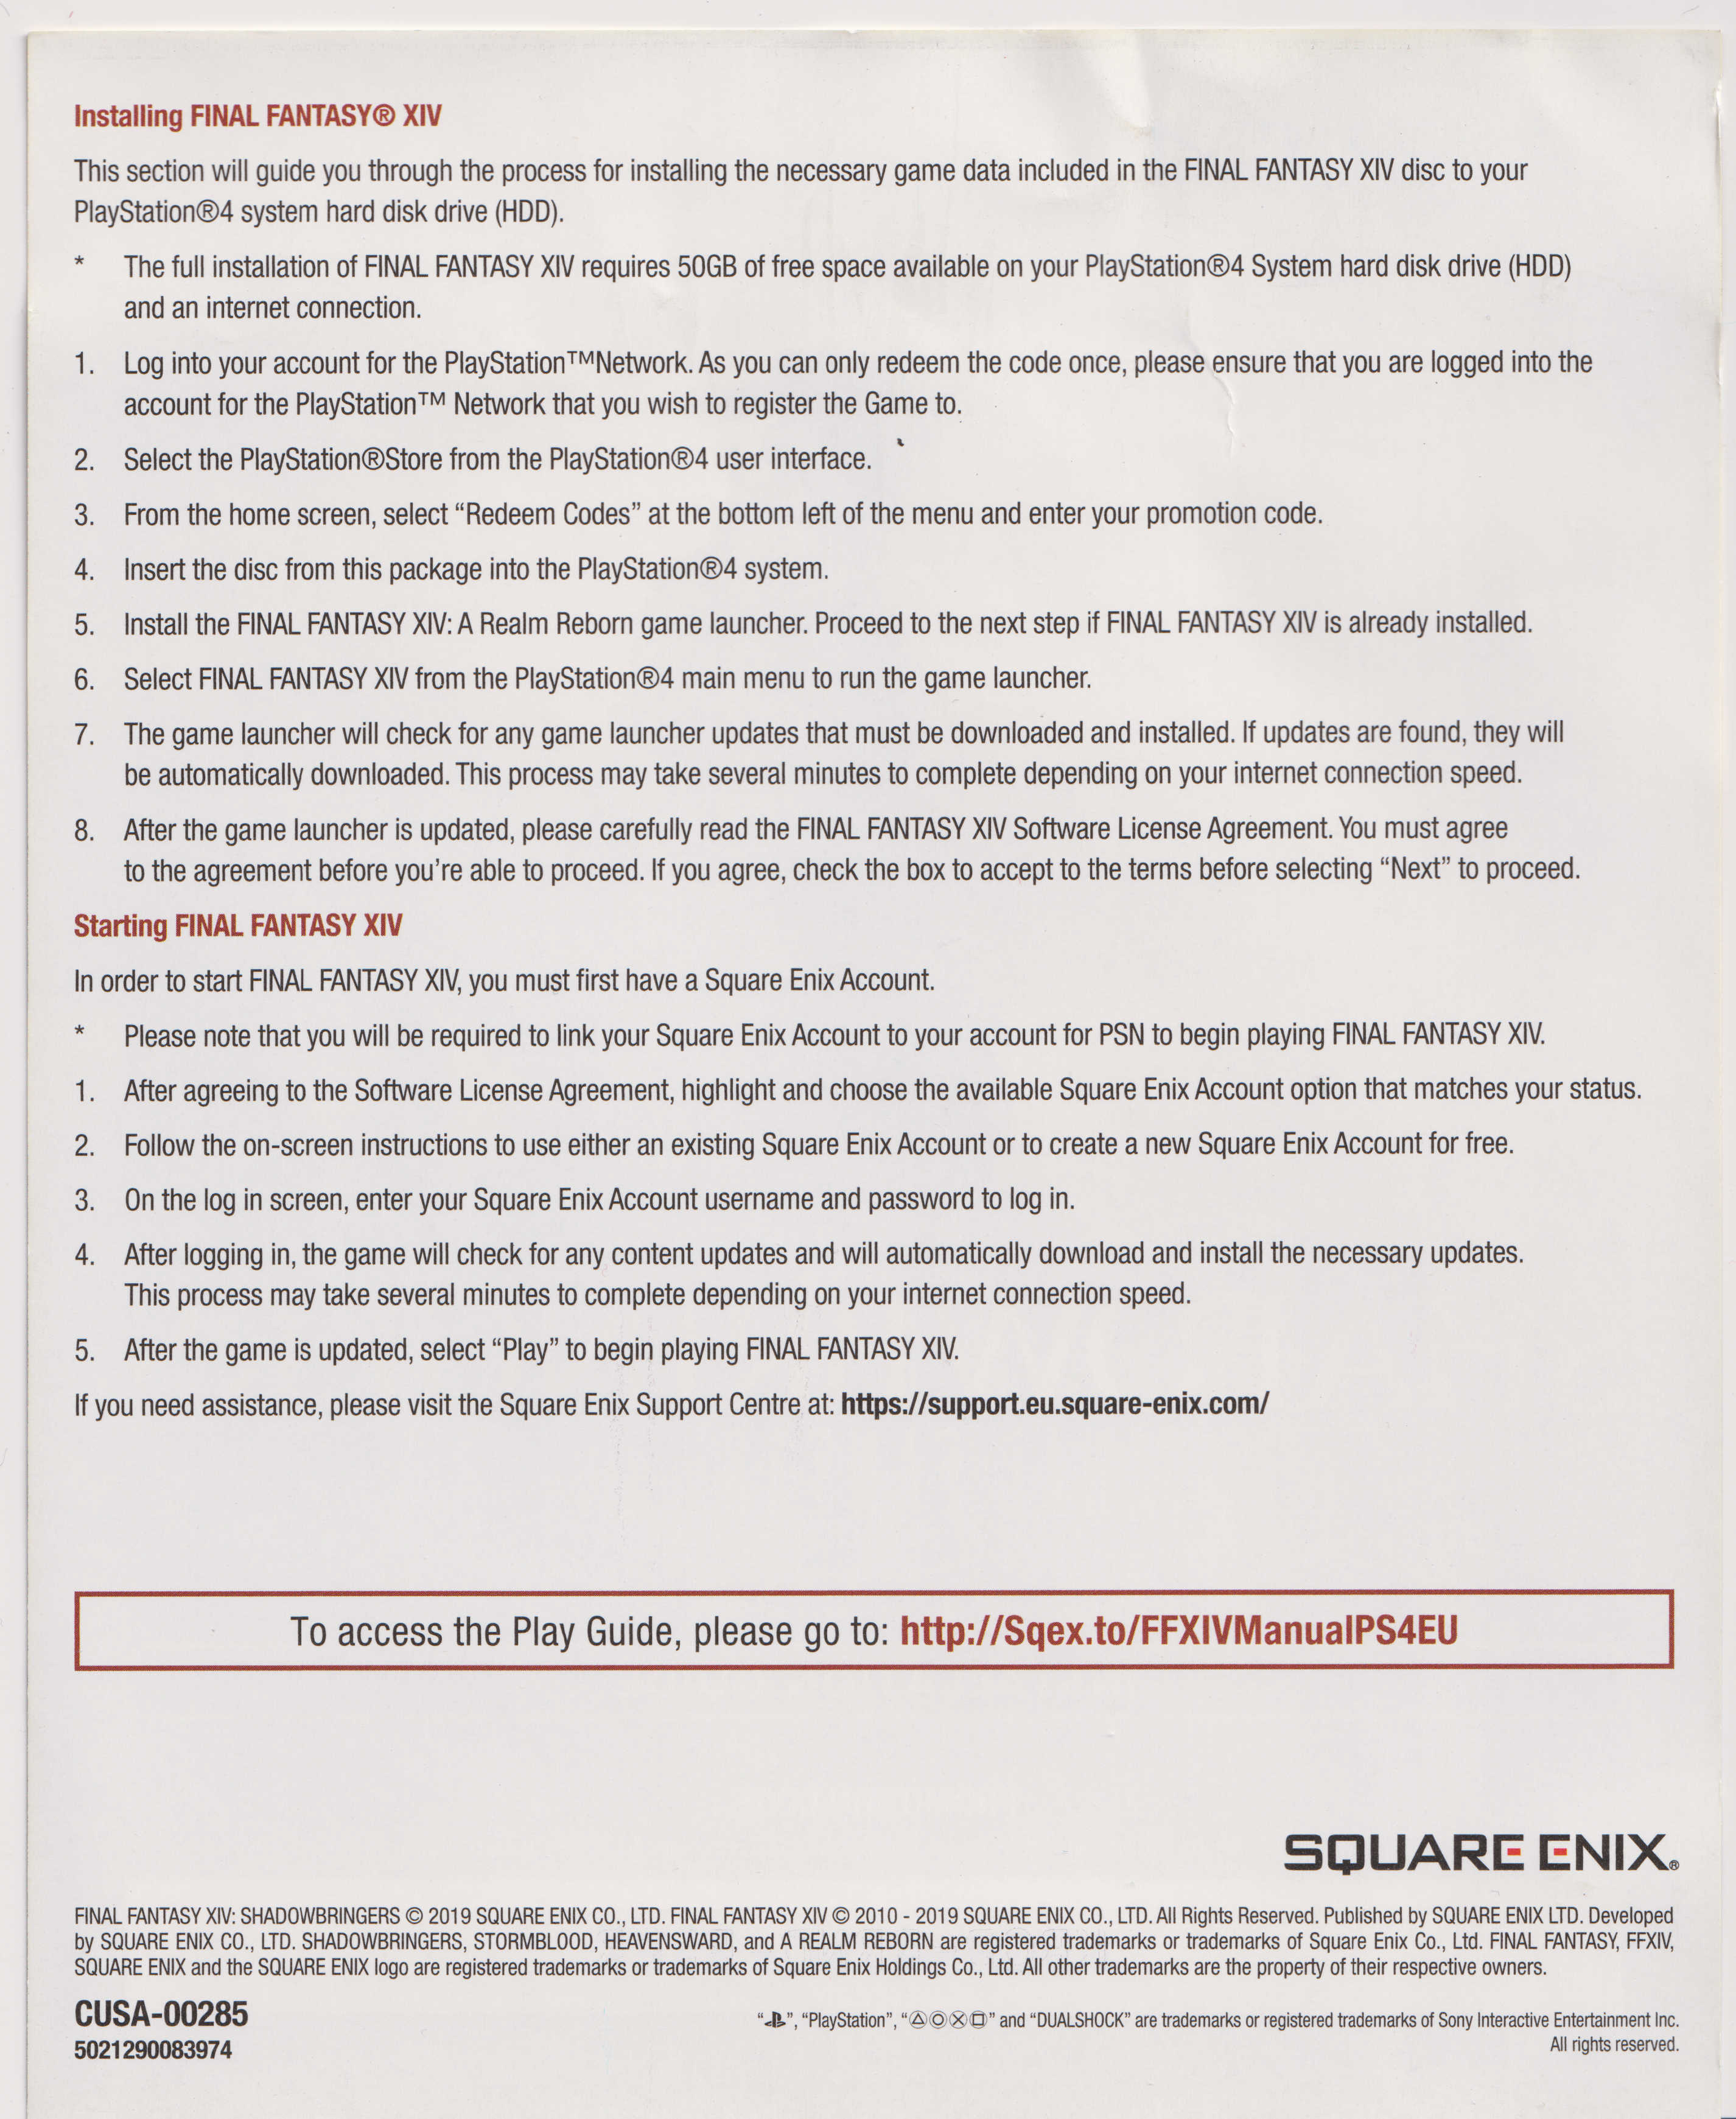 Installing FINAL FANTASY® XIV
This section will guide you through the process for installing the necessary game data included in the FINAL FANTASY XIV disc to your
PlayStation®4 system hard disk drive (HDD).
* The full installation of FINAL FANTASY XIV requires 50GB of free space available on your PlayStation®4 System hard disk drive (HDD)
and an internet connection.
1. Log into your account for the PlayStation™Network. As you can only redeem the code once, please ensure that you are logged into the
account for the PlayStation™ Network that you wish to register the Game to.
2. Select the PlayStation®Store from the PlayStation®4 user interface.
3. From the home screen, select “Redeem Codes” at the bottom left of the menu and enter your promotion code.
4. Insert the disc from this package into the PlayStation®4 system.
5. Install the FINAL FANTASY XIV: A Realm Reborn game launcher. Proceed to the next step if FINAL FANTASY XIV is already installed.
6. Select FINAL FANTASY XIV from the PlayStation®4 main menu to run the game launcher.
7. The game launcher will check for any game launcher updates that must be downloaded and installed. If updates are found, they will
be automatically downloaded. This process may take several minutes to complete depending on your internet connection speed.
8. After the game launcher is updated, please carefully read the FINAL FANTASY XIV Software License Agreement. You must agree
to the agreement before you’re able to proceed. If you agree, check the box to accept to the terms before selecting “Next” to proceed.
Starting FINAL FANTASY XIV
In order to start FINAL FANTASY XIV, you must first have a Square Enix Account.
* Please note that you will be required to link your Square Enix Account to your account for PSN to begin playing FINAL FANTASY XIV.
1. After agreeing to the Software License Agreement, highlight and choose the available Square Enix Account option that matches your status.
2. Follow the on-screen instructions to use either an existing Square Enix Account or to create a new Square Enix Account for free.
3. On the log in screen, enter your Square Enix Account username and password to log in.
4. After logging in, the game will check for any content updates and will automatically download and install the necessary updates.
This process may take several minutes to complete depending on your internet connection speed.
5. After the game is updated, select “Play” to begin playing FINAL FANTASY XIV.
If you need assistance, please visit the Square Enix Support Centre at: https://support.eu.square-enix.com/
To access the Play Guide, please go to: http://Sqex.to/FFXIVManualPS4EU
SQUARE ENIX®
FINAL FANTASY XIV: SHADOWBRINGERS © 2019 SQUARE ENIX CO., LTD. FINAL FANTASY XIV © 2010 - 2019 SQUARE ENIX CO., LTD. All Rights Reserved. Published by SQUARE ENIX LTD. Developed
by SQUARE ENIX CO., LTD. SHADOWBRINGERS, STORMBLOOD, HEAVENSWARD, and A REALM REBORN are registered trademarks or trademarks of Square Enix Co., Ltd. FINAL FANTASY, FFXIV,
SQUARE ENIX and the SQUARE ENIX logo are registered trademarks or trademarks of Square Enix Holdings Co., Ltd. All other trademarks are the property of their respective owners.
CUSA-00285
5021290083974
“”, “PlayStation”, “” and “DUALSHOCK” are trademarks or registered trademarks of Sony Interactive Entertainment Inc.
All rights reserved.